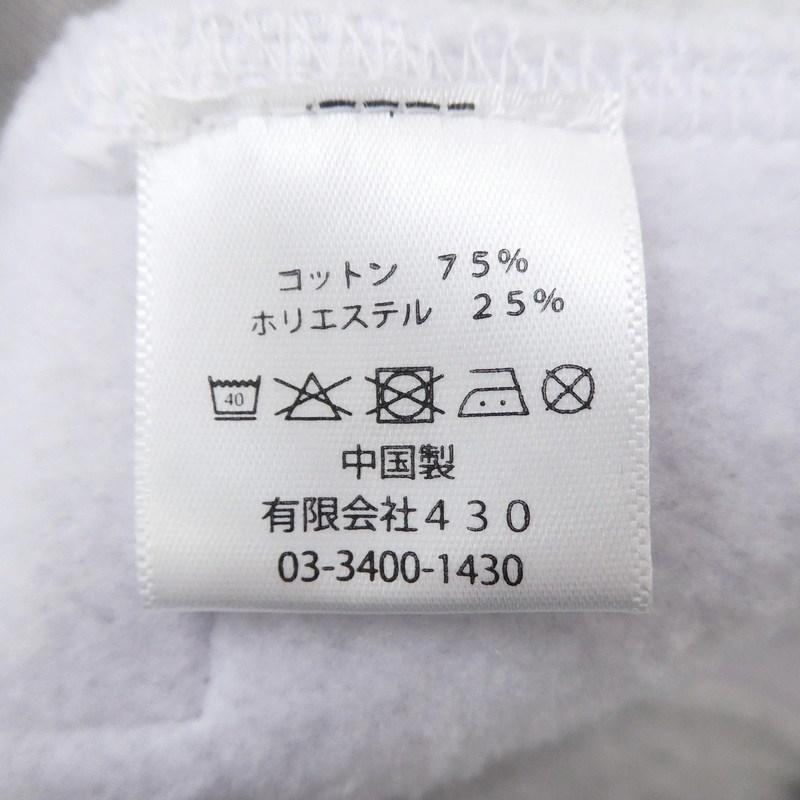 コットン ７５%
ホリエステル ２５%
40
中国製
有限会社４３０
03-3400-1430